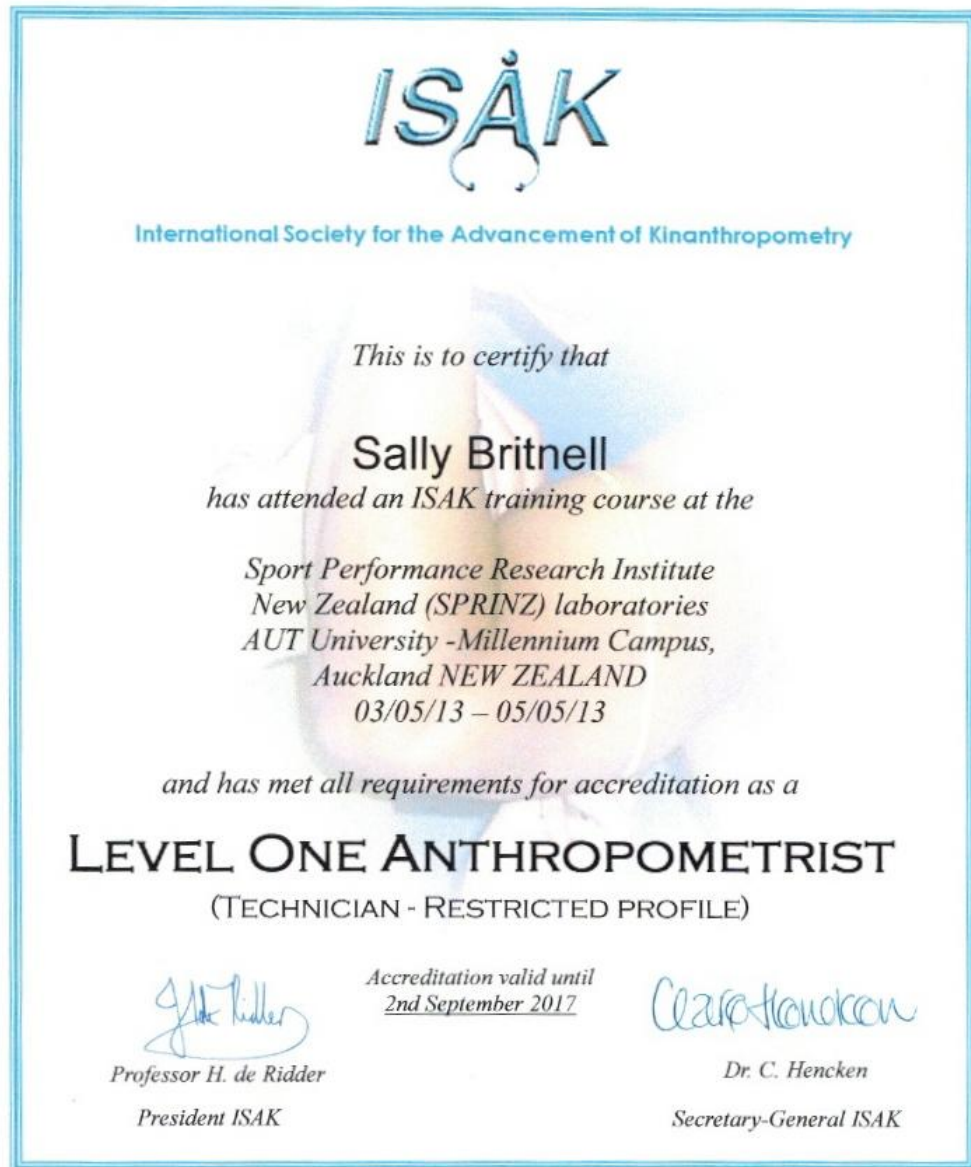 ISAK
International Society for the Advancement of Kinanthropometry
This is to certify that
Sally Britnell
has attended an ISAK training course at the
Sport Performance Research Institute
New Zealand (SPRINZ) laboratories
AUT University -Millennium Campus,
Auckland NEW ZEALAND
03/05/13 – 05/05/13
and has met all requirements for accreditation as a
LEVEL ONE ANTHROPOMETRIST
(TECHNICIAN - RESTRICTED PROFILE)
Accreditation valid until
2nd September 2017
Professor H. de Ridder
Dr. C. Hencken
President ISAK
Secretary-General ISAK